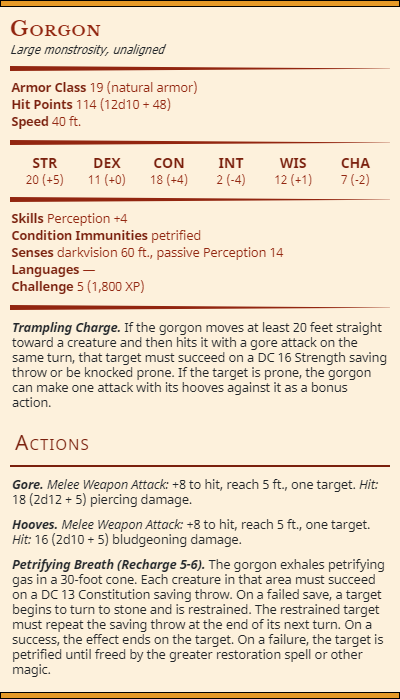 Gorgon
Large monstrosity, unaligned
Armor Class 19 (natural armor)
Hit Points 114 (12d10 + 48)
Speed 40 ft.
STR DEX CON INT WIS CHA
20 (+5) 11 (+0) 18 (+4) 2 (-4) 12 (+1) 7 (-2)
Skills Perception +4
Condition Immunities petrified
Senses darkvision 60 ft., passive Perception 14
Languages —
Challenge 5 (1,800 XP)
Trampling Charge. If the gorgon moves at least 20 feet straight
toward a creature and then hits it with a gore attack on the
same turn, that target must succeed on a DC 16 Strength saving
throw or be knocked prone. If the target is prone, the gorgon
can make one attack with its hooves against it as a bonus
action.
Actions
Gore. Melee Weapon Attack: +8 to hit, reach 5 ft., one target. Hit:
18 (2d12 + 5) piercing damage.
Hooves. Melee Weapon Attack: +8 to hit, reach 5 ft., one target.
Hit: 16 (2d10 + 5) bludgeoning damage.
Petrifying Breath (Recharge 5-6). The gorgon exhales petrifying
gas in a 30-foot cone. Each creature in that area must succeed
on a DC 13 Constitution saving throw. On a failed save, a target
begins to turn to stone and is restrained. The restrained target
must repeat the saving throw at the end of its next turn. On a
success, the effect ends on the target. On a failure, the target is
petrified until freed by the greater restoration spell or other
magic.